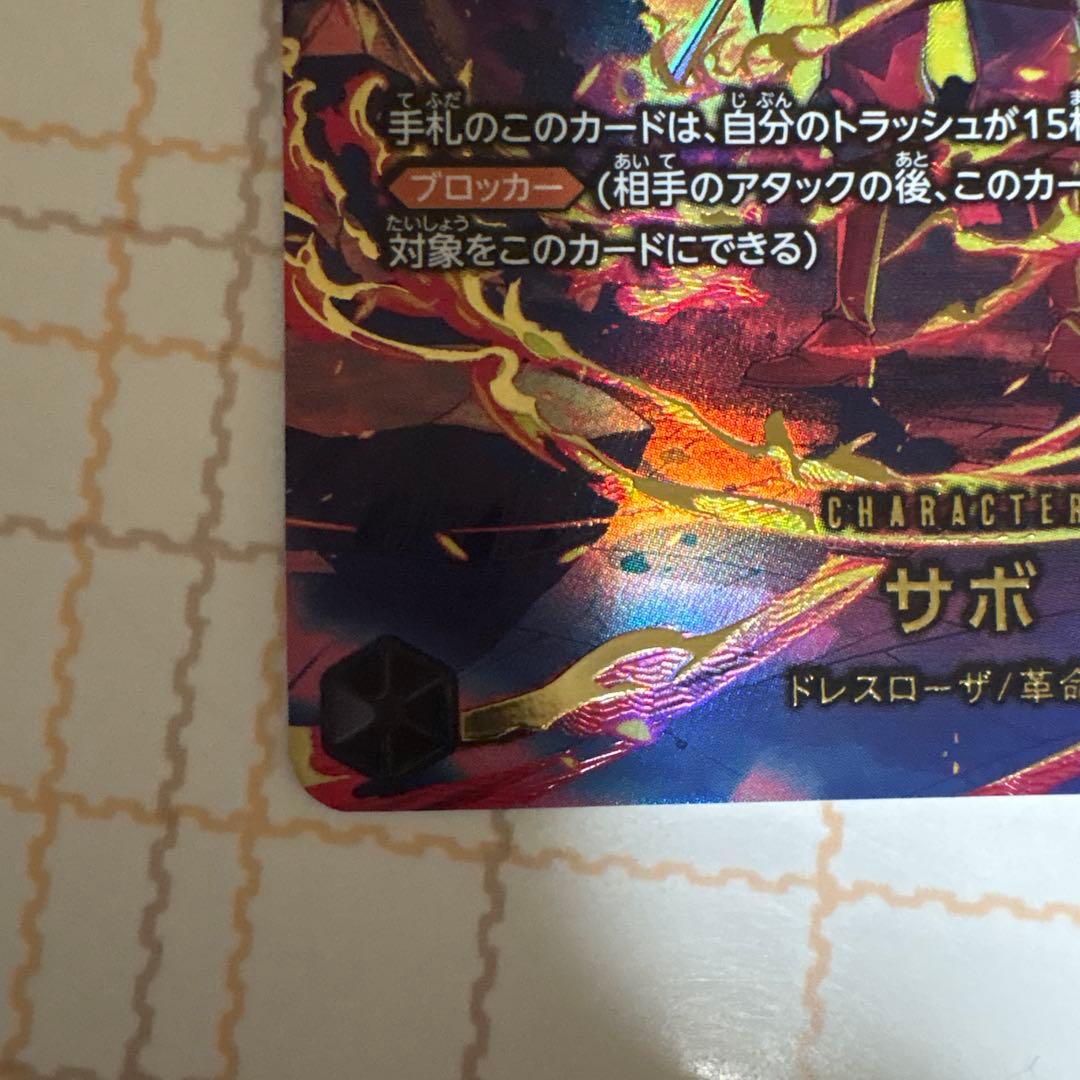 手札のこのカードは、自分のトラッシュが15
ブロッカー (相手のアタックの後、このカー
対象をこのカードにできる)
CHARACTER
サボ
ドレスローザ/革命